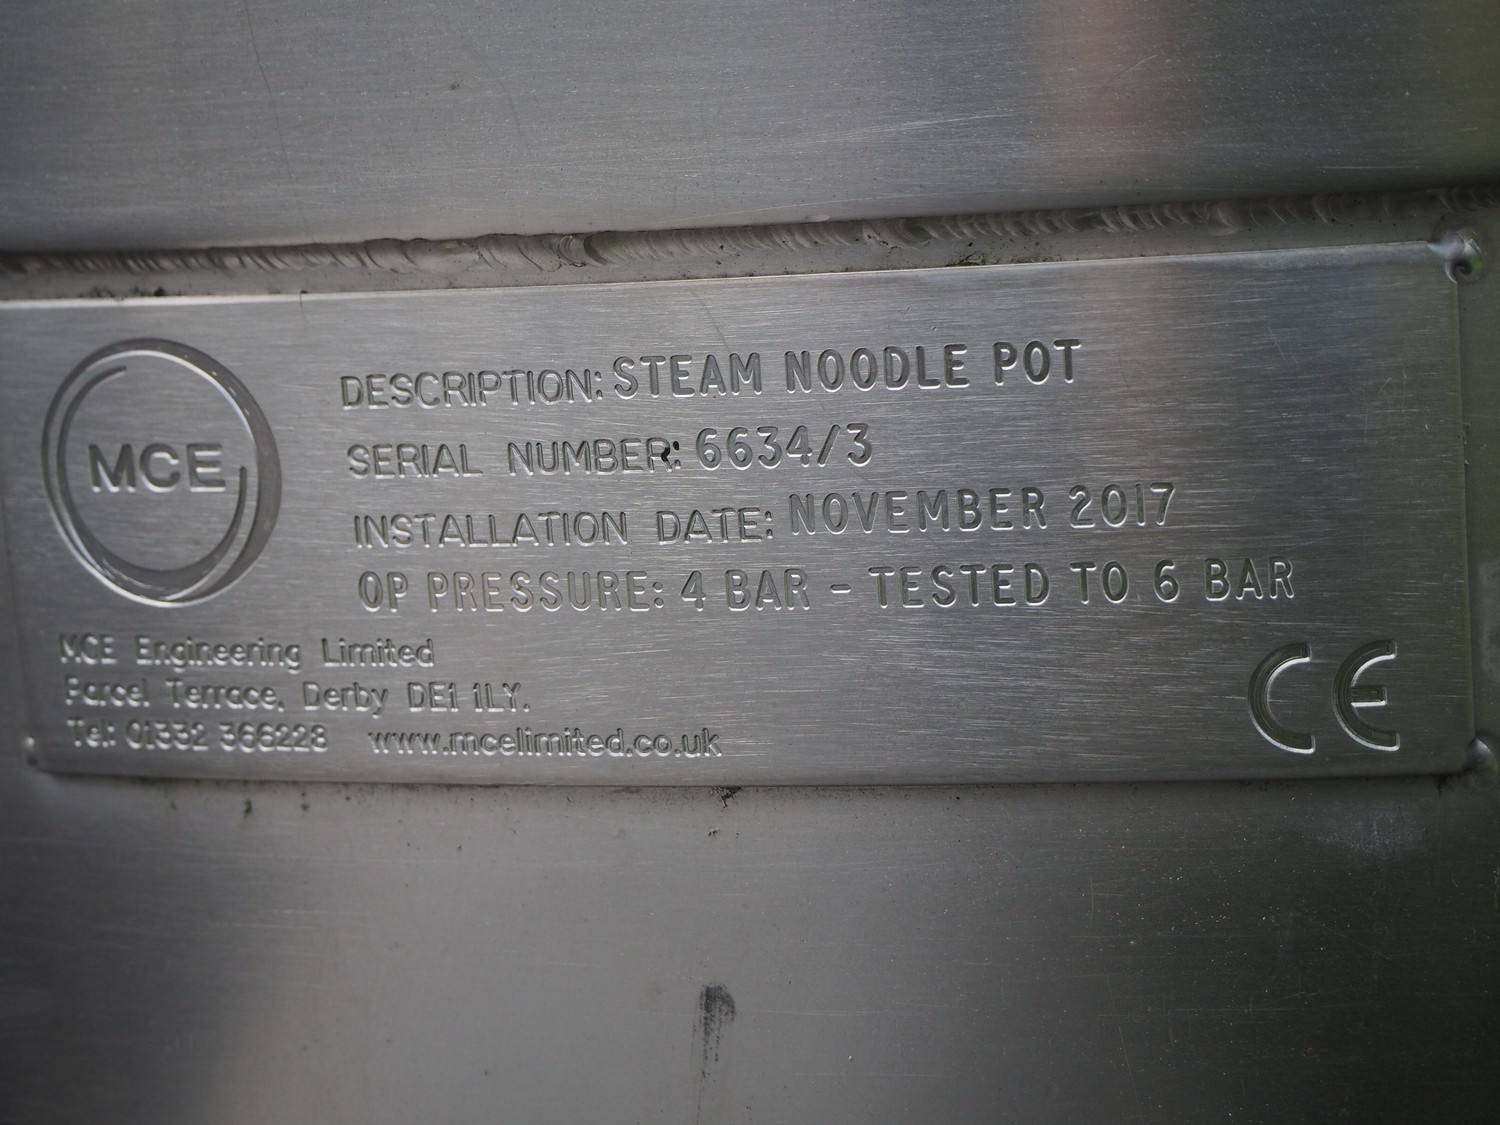 MCE
DESCRIPTION: STEAM NOODLE POT
SERIAL NUMBER: 6634/3
INSTALLATION DATE: NOVEMBER 2017
OP PRESSURE: 4 BAR - TESTED TO 6 BAR
MCE Engineering Limited
Parcel Terrace, Derby DE1 1LY.
Tel: 01332 366228 www.mcelimited.co.uk
CE